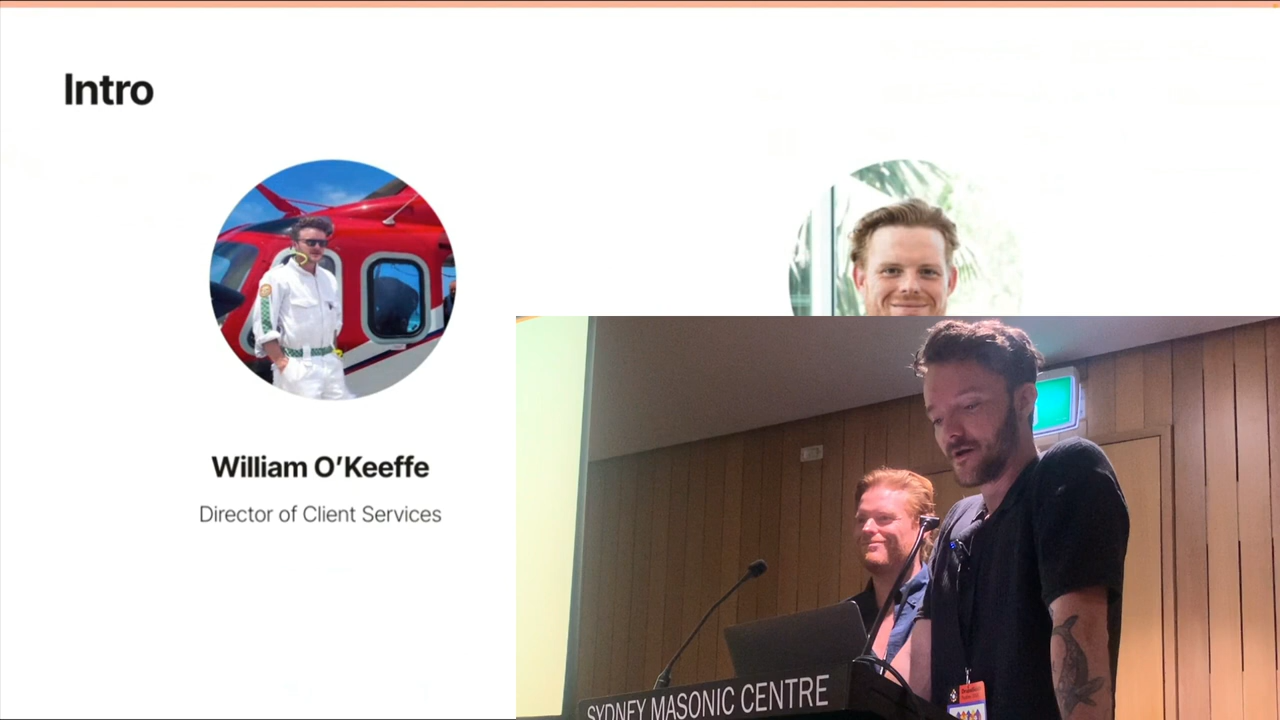 Intro
William O’Keeffe
Director of Client Services
SYDNEY MASONIC CENTRE